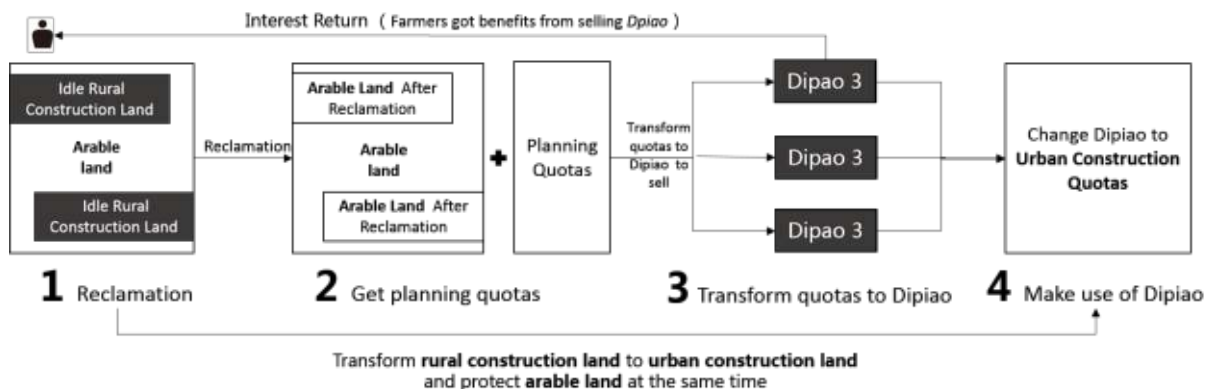 Interest Return ( Farmers got benefits from selling Dpiao )
Idle Rural
Construction Land
Arable
land
Idle Rural
Construction Land
Reclamation
Arable Land After
Reclamation
Arable
land
Arable Land After
Reclamation
+
Planning
Quotas
Transform
quotas to
Dipiao to
sell
Dipao 3
Dipao 3
Dipao 3
Change Dipiao to
Urban Construction
Quotas
1 Reclamation
2 Get planning quotas
3 Transform quotas to Dipiao
4 Make use of Dipiao
Transform rural construction land to urban construction land
and protect arable land at the same time